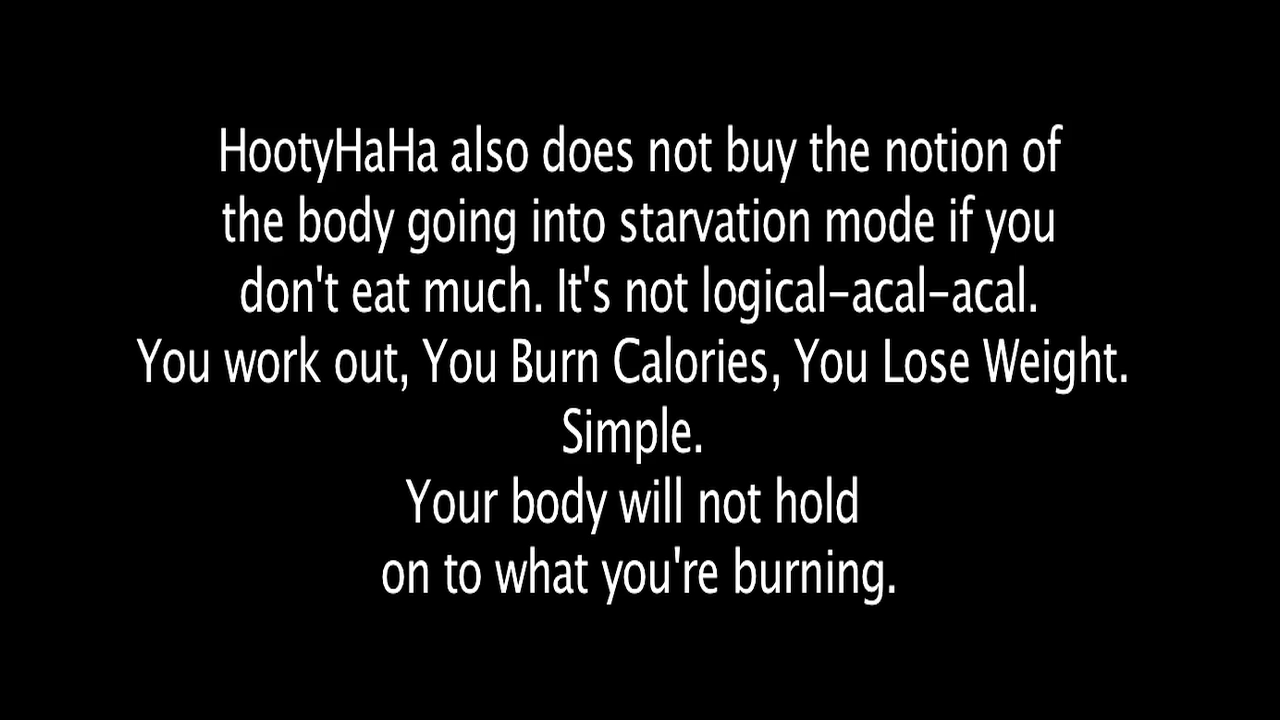 HootyHaHa also does not buy the notion of
the body going into starvation mode if you
don't eat much. It's not logical-acal-acal.
You work out, You Burn Calories, You Lose Weight.
Simple.
Your body will not hold
on to what you're burning.